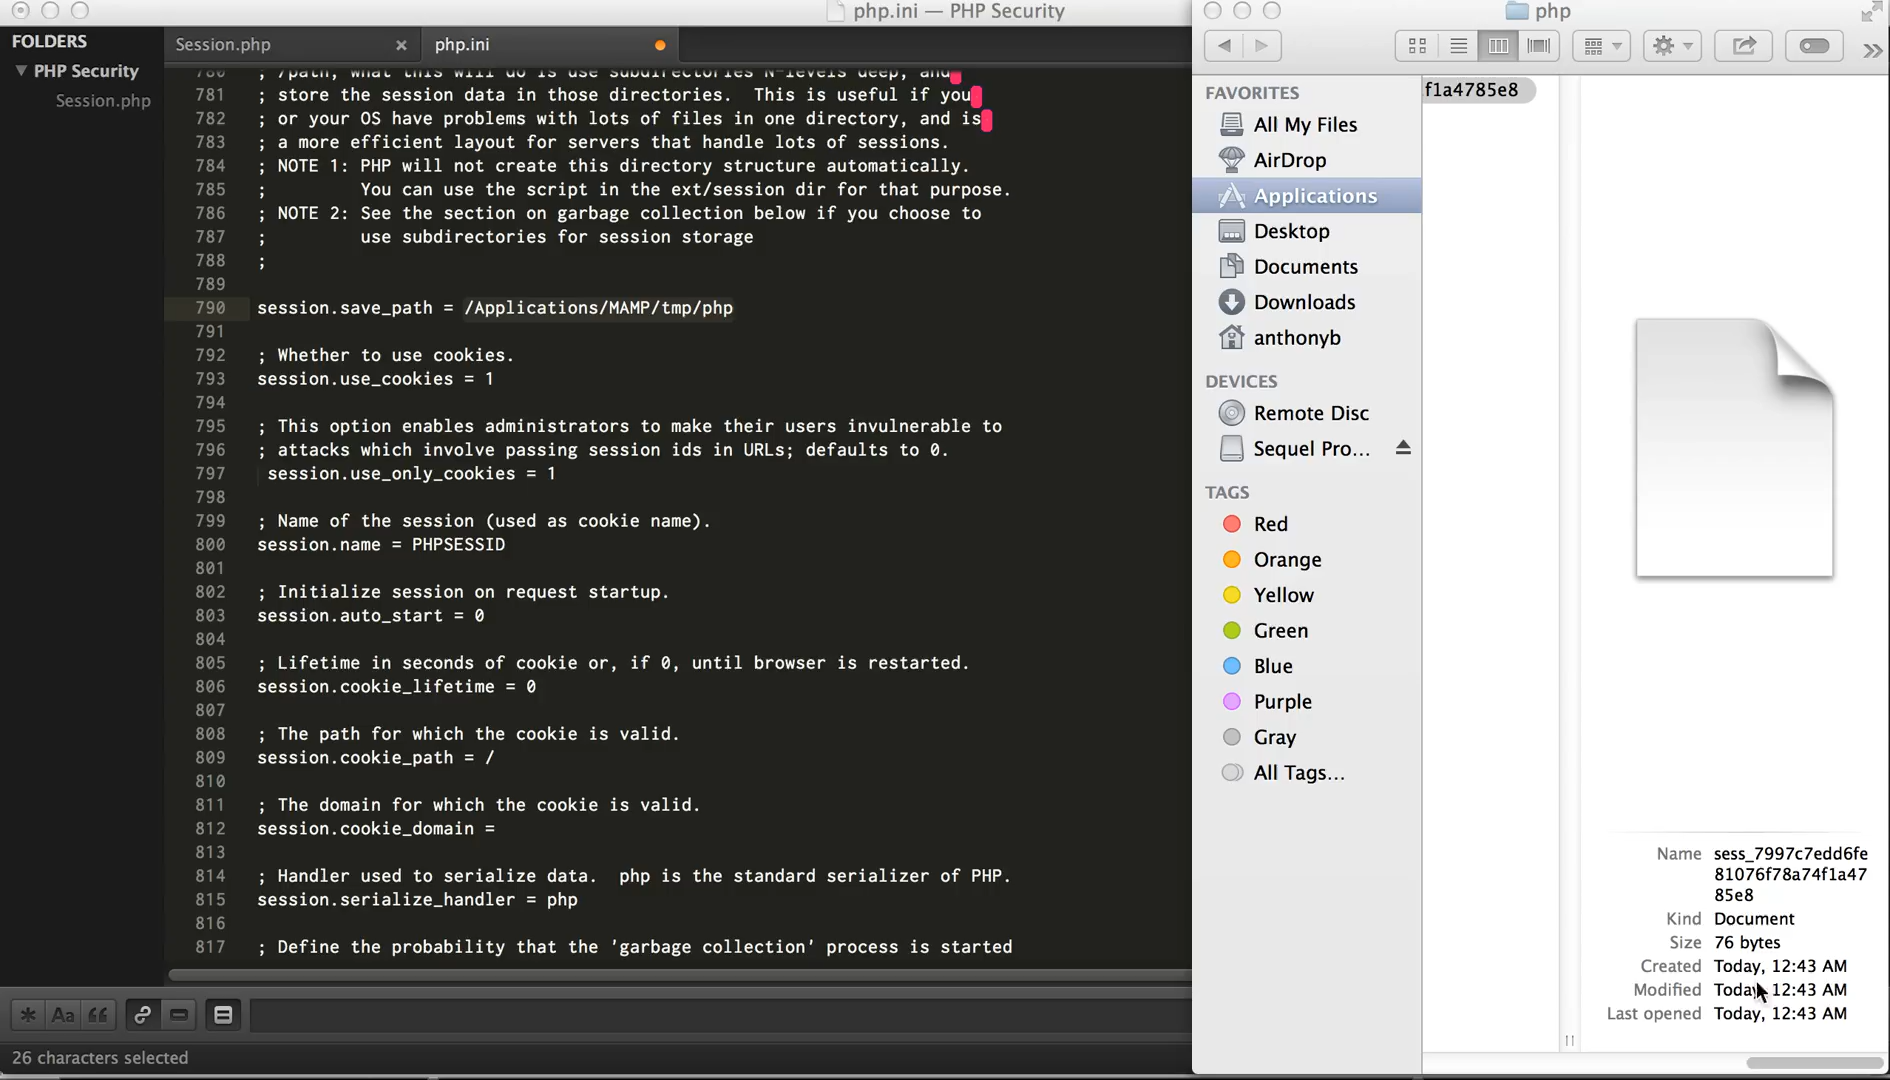 php.ini — PHP Security
FOLDERS
PHP Security
Session.php
Session.php
php.ini
780 ; /path, what this will do is use subdirectories N-levels deep, and
781 ; store the session data in those directories.  This is useful if you
782 ; or your OS have problems with lots of files in one directory, and is
783 ; a more efficient layout for servers that handle lots of sessions.
784 ; NOTE 1: PHP will not create this directory structure automatically.
785 ;         You can use the script in the ext/session dir for that purpose.
786 ; NOTE 2: See the section on garbage collection below if you choose to
787 ;         use subdirectories for session storage
788 ;
789
790 session.save_path = /Applications/MAMP/tmp/php
791
792 ; Whether to use cookies.
793 session.use_cookies = 1
794
795 ; This option enables administrators to make their users invulnerable to
796 ; attacks which involve passing session ids in URLs; defaults to 0.
797  session.use_only_cookies = 1
798
799 ; Name of the session (used as cookie name).
800 session.name = PHPSESSID
801
802 ; Initialize session on request startup.
803 session.auto_start = 0
804
805 ; Lifetime in seconds of cookie or, if 0, until browser is restarted.
806 session.cookie_lifetime = 0
807
808 ; The path for which the cookie is valid.
809 session.cookie_path = /
810
811 ; The domain for which the cookie is valid.
812 session.cookie_domain =
813
814 ; Handler used to serialize data.  php is the standard serializer of PHP.
815 session.serialize_handler = php
816
817 ; Define the probability that the 'garbage collection' process is started
26 characters selected
php
FAVORITES
All My Files
AirDrop
Applications
Desktop
Documents
Downloads
anthonyb
DEVICES
Remote Disc
Sequel Pro...
TAGS
Red
Orange
Yellow
Green
Blue
Purple
Gray
All Tags...
f1a4785e8
Name sess_7997c7edd6fe
81076f78a74f1a47
85e8
Kind Document
Size 76 bytes
Created Today, 12:43 AM
Modified Today, 12:43 AM
Last opened Today, 12:43 AM